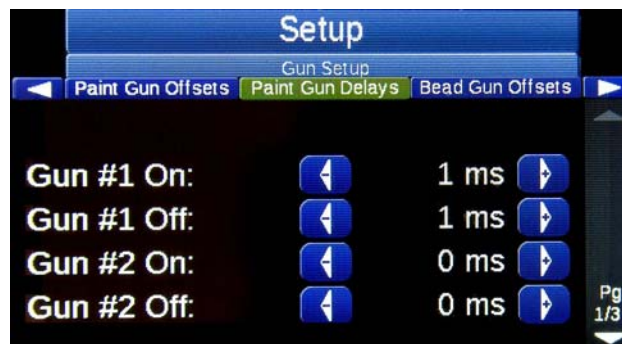 Setup
Gun Setup
Paint Gun Offsets Paint Gun Delays Bead Gun Offsets
Gun #1 On: - 1 ms +
Gun #1 Off: - 1 ms +
Gun #2 On: - 0 ms +
Gun #2 Off: - 0 ms +
Pg
1/3